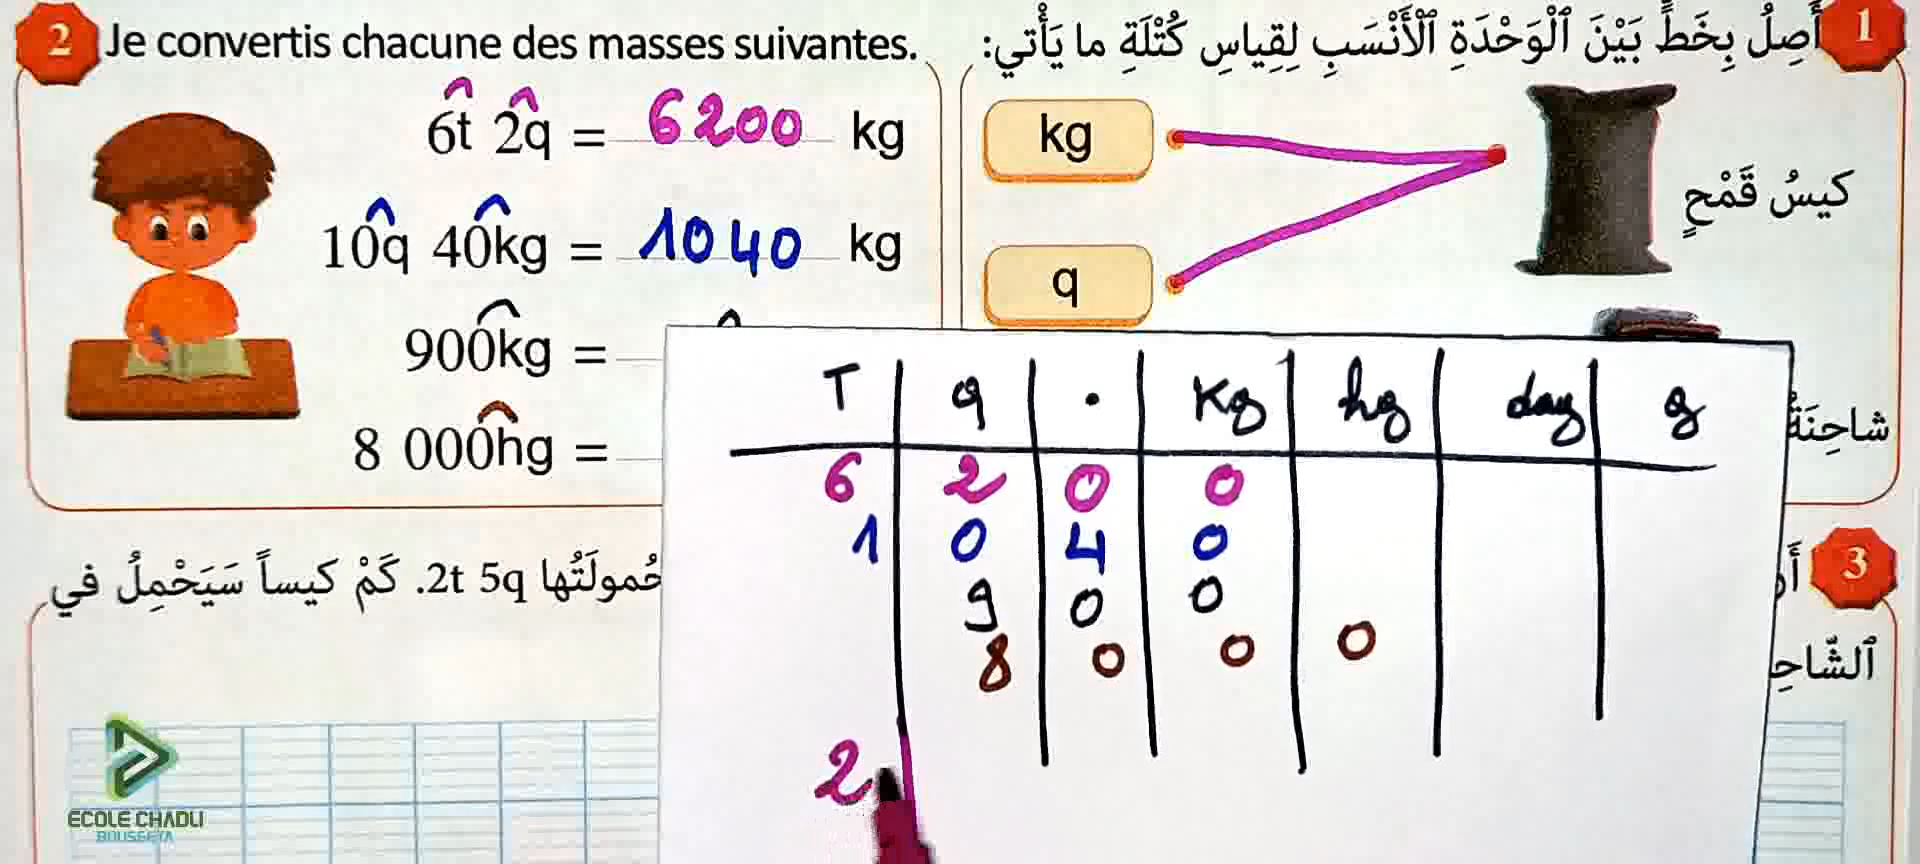 2 Je convertis chacune des masses suivantes.
6t 2q = 6200 kg
10q 40kg = 1040 kg
900kg =
8 000hg =
1 أَصِلُ بِخَطٍّ بَيْنَ ٱلْوَحْدَةِ ٱلْأَنْسَبِ لِقِياسِ كُتْلَةِ ما يَأْتي:
kg
q
كيسُ قَمْحٍ
شاحِنَةُ
T q . Kg hg dag g
6 2 0 0
1 0 4 0
9 0 0
8 0 0 0
2
3
حُمولَتُها 2t 5q. كَمْ كيساً سَيَحْمِلُ في
ECOLE CHADLI
BOUSSETA